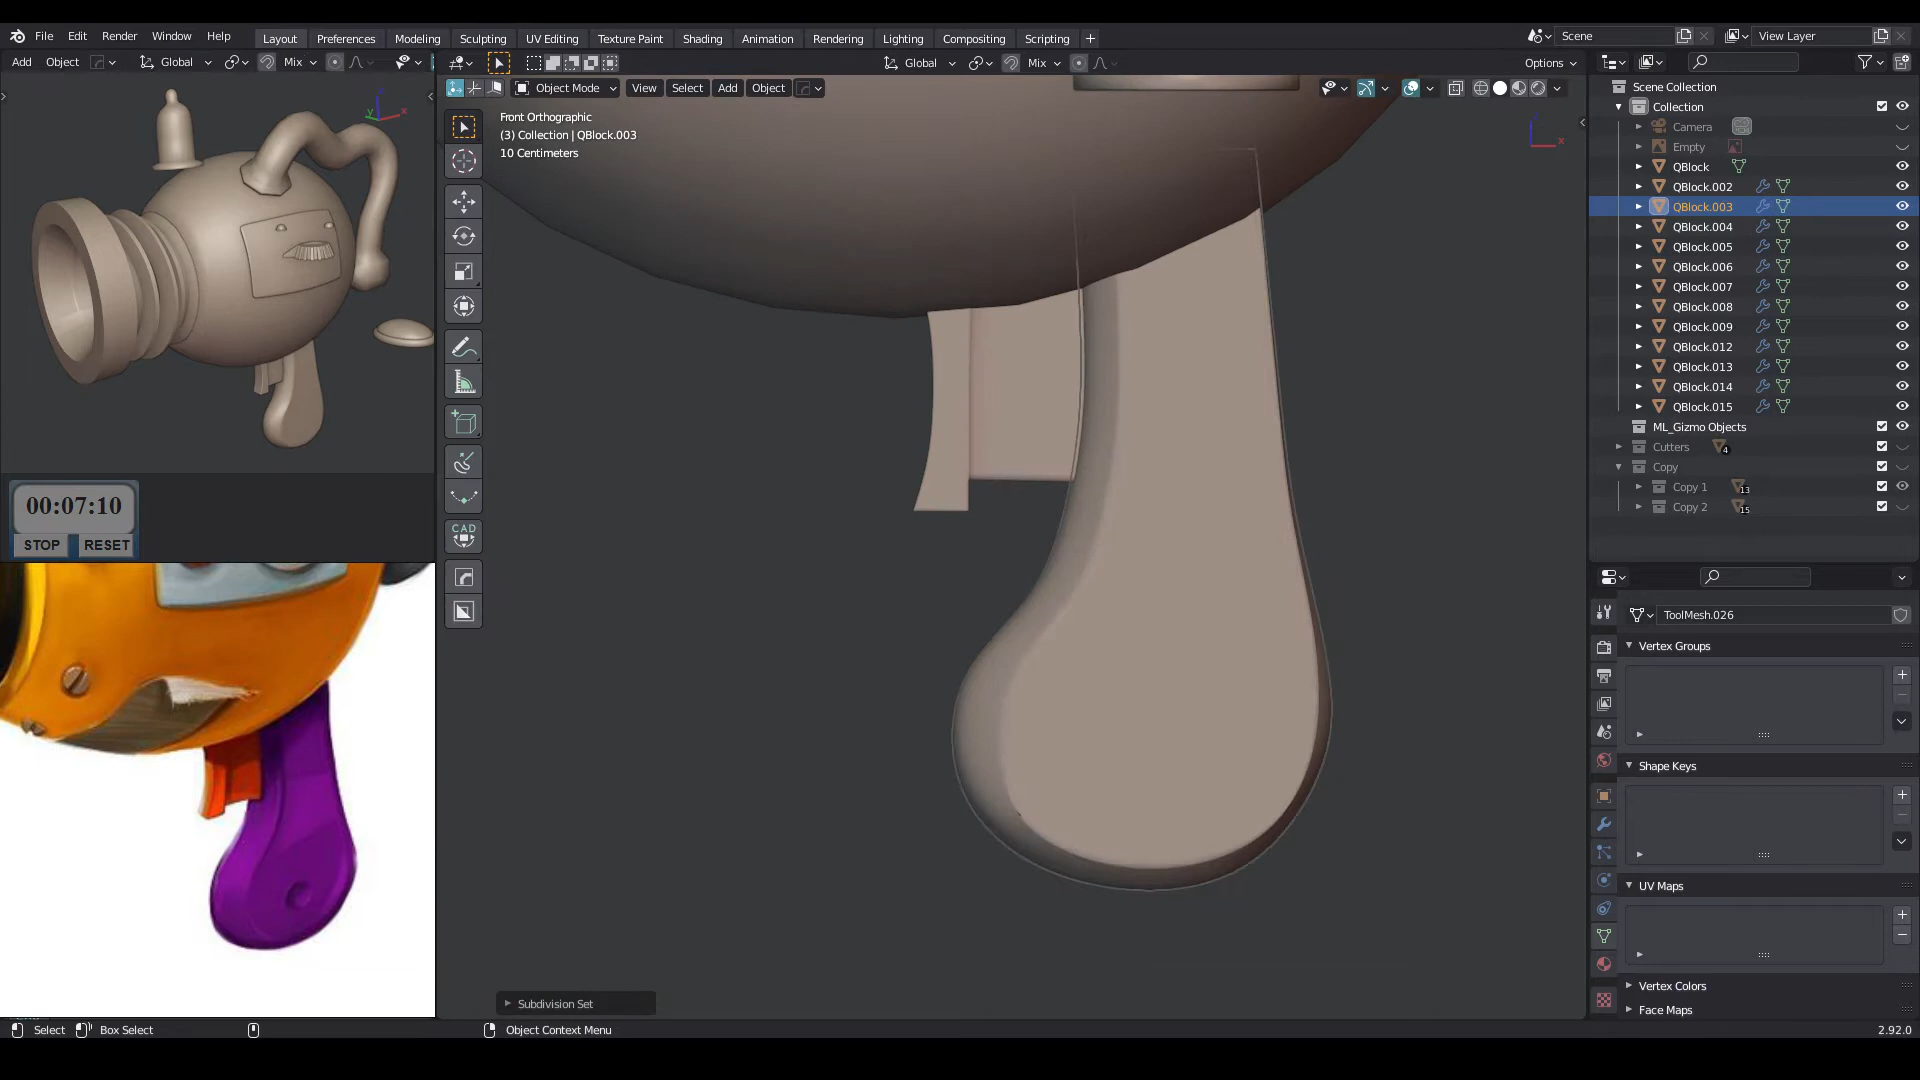 File Edit Render Window Help
Layout Preferences Modeling Sculpting UV Editing Texture Paint Shading Animation Rendering Lighting Compositing Scripting +
Scene
View Layer
Add Object Global Mix
Global Mix
Options
Object Mode View Select Add Object
Front Orthographic
(3) Collection | QBlock.003
10 Centimeters
CAD
00:07:10
STOP RESET
Subdivision Set
Scene Collection
Collection
Camera
Empty
QBlock
QBlock.002
QBlock.003
QBlock.004
QBlock.005
QBlock.006
QBlock.007
QBlock.008
QBlock.009
QBlock.012
QBlock.013
QBlock.014
QBlock.015
ML_Gizmo Objects
Cutters 4
Copy
Copy 1 13
Copy 2 15
ToolMesh.026
Vertex Groups
Shape Keys
UV Maps
Vertex Colors
Face Maps
Select Box Select Object Context Menu 2.92.0